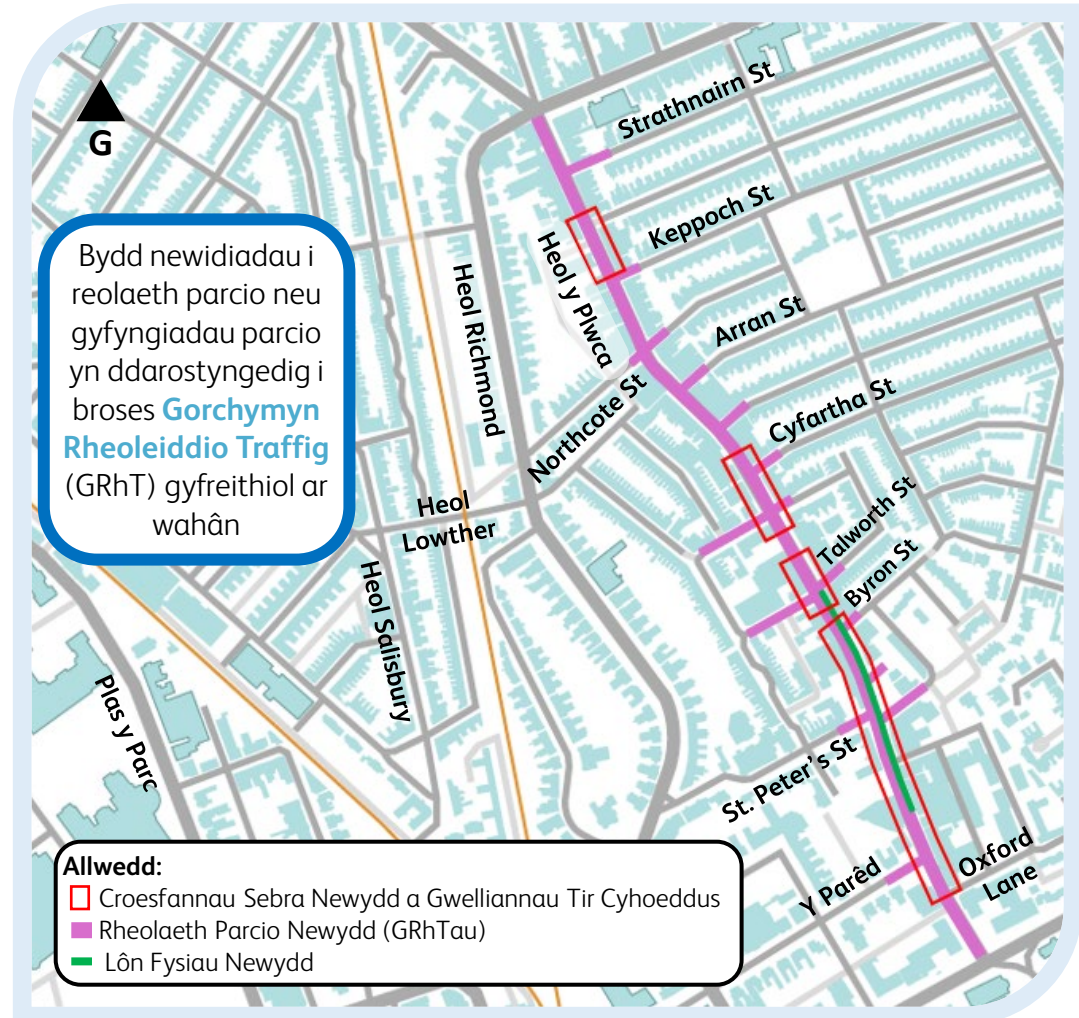 G
Bydd newidiadau i
reolaeth parcio neu
gyfyngiadau parcio
yn ddarostyngedig i
broses Gorchymyn
Rheoleiddio Traffig
(GRhT) gyfreithiol ar
wahân
Strathnairn St
Keppoch St
Heol y Plwca
Heol Richmond
Arran St
Northcote St
Cyfartha St
Heol
Lowther
Talworth St
Byron St
Heol Salisbury
Plas y Parc
St. Peter's St
Y Parêd
Oxford
Lane
Allwedd:
Croesfannau Sebra Newydd a Gwelliannau Tir Cyhoeddus
Rheolaeth Parcio Newydd (GRhTau)
Lôn Fysiau Newydd